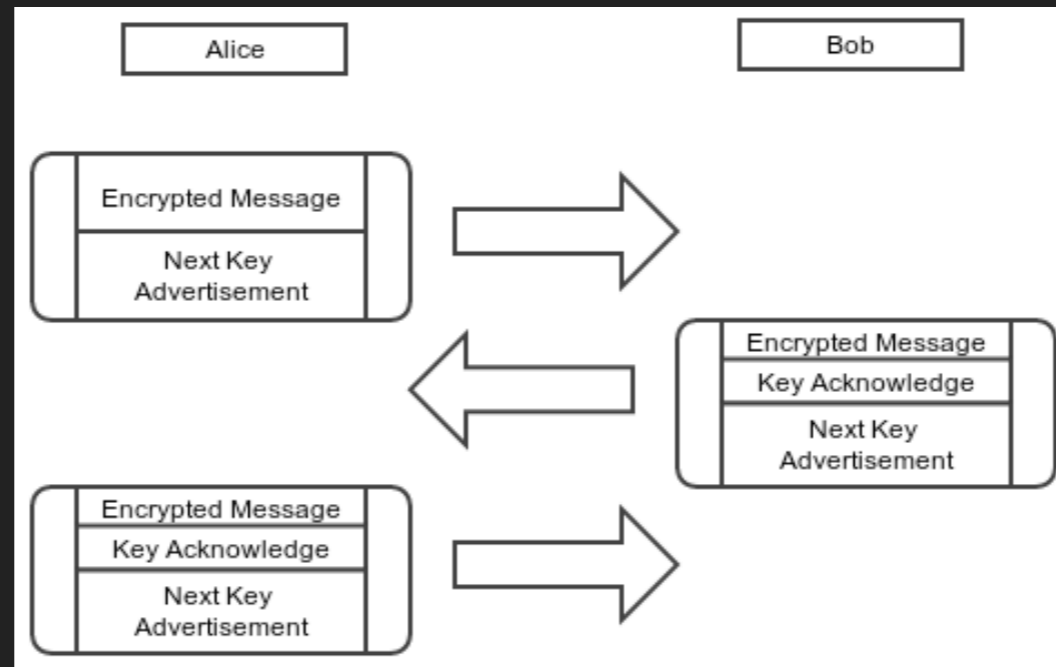 Alice
Bob
Encrypted Message
Next Key
Advertisement
Encrypted Message
Key Acknowledge
Next Key
Advertisement
Encrypted Message
Key Acknowledge
Next Key
Advertisement